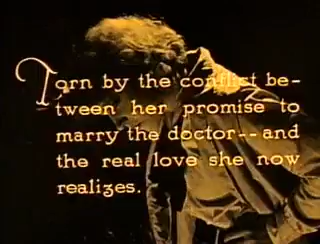 Torn by the conflict be-
tween her promise to
marry the doctor--and
the real love she now
realizes.